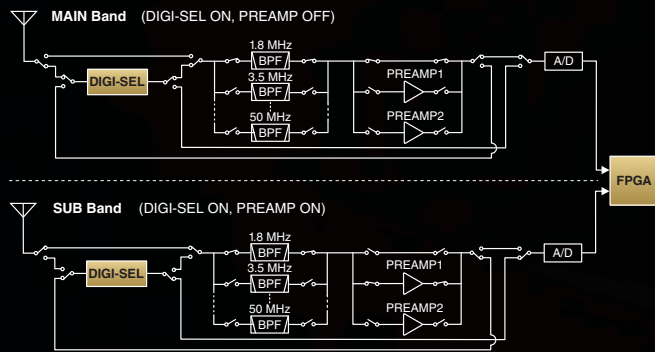 MAIN Band (DIGI-SEL ON, PREAMP OFF)
1.8 MHz
BPF
3.5 MHz
BPF
50 MHz
BPF
DIGI-SEL
PREAMP1
PREAMP2
A/D
FPGA
SUB Band (DIGI-SEL ON, PREAMP ON)
1.8 MHz
BPF
3.5 MHz
BPF
50 MHz
BPF
DIGI-SEL
PREAMP1
PREAMP2
A/D